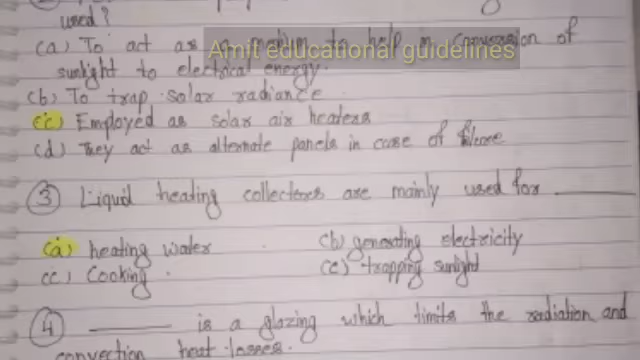 used?
(a) To act as a medium to help in conversion of
Amit educational guidelines
sunlight to electrical energy.
(b) To trap solar radiance.
(c) Employed as solar air heaters
(d) They act as alternate panels in case of
③ Liquid heating collectores are mainly used for ______
(a) heating water (b) generating electricity
(c) Cooking. (c) trapping sunlight
④ ______ is a glazing which limits the radiation and
convection heat losses.